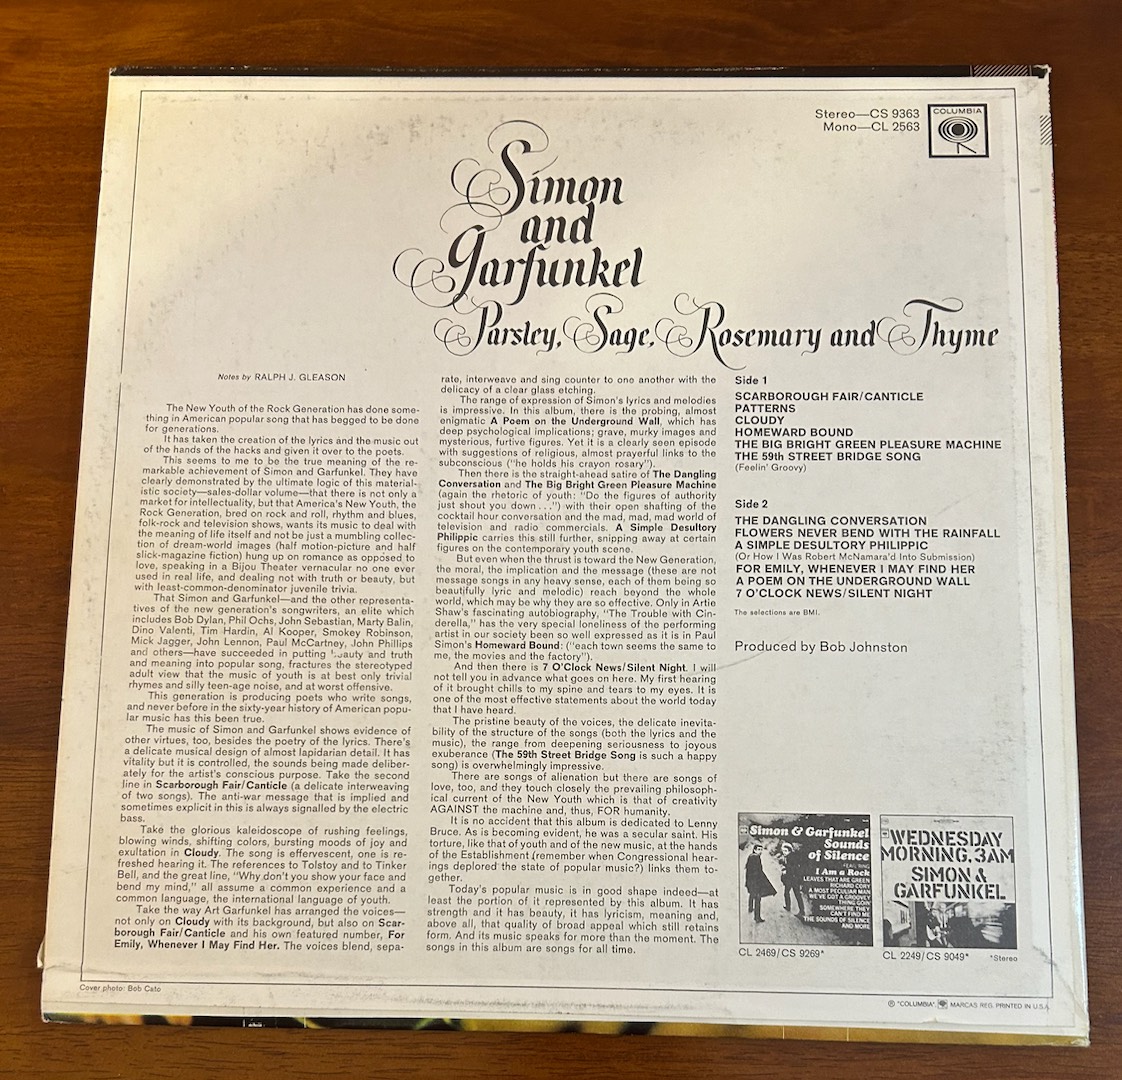 Stereo—CS 9363
Mono—CL 2563
COLUMBIA
Simon
and
Garfunkel
Parsley, Sage, Rosemary and Thyme
Notes by RALPH J. GLEASON
The New Youth of the Rock Generation has done some-
thing in American popular song that has begged to be done
for generations.
It has taken the creation of the lyrics and the music out
of the hands of the hacks and given it over to the poets.
This seems to me to be the true meaning of the re-
markable achievement of Simon and Garfunkel. They have
clearly demonstrated by the ultimate logic of this material-
istic society—sales-dollar volume—that there is not only a
market for intellectuality, but that America's New Youth, the
Rock Generation, bred on rock and roll, rhythm and blues,
folk-rock and television shows, wants its music to deal with
the meaning of life itself and not be just a mumbling collec-
tion of dream-world images (half motion-picture and half
slick-magazine fiction) hung up on romance as opposed to
love, speaking in a Bijou Theater vernacular no one ever
used in real life, and dealing not with truth or beauty, but
with least-common-denominator juvenile trivia.
That Simon and Garfunkel—and the other representa-
tives of the new generation's songwriters, an elite which
includes Bob Dylan, Phil Ochs, John Sebastian, Marty Balin,
Dino Valenti, Tim Hardin, Al Kooper, Smokey Robinson,
Mick Jagger, John Lennon, Paul McCartney, John Phillips
and others—have succeeded in putting beauty and truth
and meaning into popular song, fractures the stereotyped
adult view that the music of youth is at best only trivial
rhymes and silly teen-age noise, and at worst offensive.
This generation is producing poets who write songs,
and never before in the sixty-year history of American popu-
lar music has this been true.
The music of Simon and Garfunkel shows evidence of
other virtues, too, besides the poetry of the lyrics. There's
a delicate musical design of almost lapidarian detail. It has
vitality but it is controlled, the sounds being made deliber-
ately for the artist's conscious purpose. Take the second
line in Scarborough Fair/Canticle (a delicate interweaving
of two songs). The anti-war message that is implied and
sometimes explicit in this is always signalled by the electric
bass.
Take the glorious kaleidoscope of rushing feelings,
blowing winds, shifting colors, bursting moods of joy and
exultation in Cloudy. The song is effervescent, one is re-
freshed hearing it. The references to Tolstoy and to Tinker
Bell, and the great line, "Why don't you show your face and
bend my mind," all assume a common experience and a
common language, the international language of youth.
Take the way Art Garfunkel has arranged the voices—
not only on Cloudy with its background, but also on Scar-
borough Fair/Canticle and his own featured number, For
Emily, Whenever I May Find Her. The voices blend, sepa-
rate, interweave and sing counter to one another with the
delicacy of a clear glass etching.
The range of expression of Simon's lyrics and melodies
is impressive. In this album, there is the probing, almost
enigmatic A Poem on the Underground Wall, which has
deep psychological implications; grave, murky images and
mysterious, furtive figures. Yet it is a clearly seen episode
with suggestions of religious, almost prayerful links to the
subconscious ("he holds his crayon rosary").
Then there is the straight-ahead satire of The Dangling
Conversation and The Big Bright Green Pleasure Machine
(again the rhetoric of youth: "Do the figures of authority
just shout you down . . .") with their open shafting of the
cocktail hour conversation and the mad, mad, mad world of
television and radio commercials. A Simple Desultory
Philippic carries this still further, snipping away at certain
figures on the contemporary youth scene.
But even when the thrust is toward the New Generation,
the moral, the implication and the message (these are not
message songs in any heavy sense, each of them being so
beautifully lyric and melodic) reach beyond the whole
world, which may be why they are so effective. Only in Artie
Shaw's fascinating autobiography, "The Trouble with Cin-
derella," has the very special loneliness of the performing
artist in our society been so well expressed as it is in Paul
Simon's Homeward Bound: ("each town seems the same to
me, the movies and the factory").
And then there is 7 O'Clock News/Silent Night. I will
not tell you in advance what goes on here. My first hearing
of it brought chills to my spine and tears to my eyes. It is
one of the most effective statements about the world today
that I have heard.
The pristine beauty of the voices, the delicate inevita-
bility of the structure of the songs (both the lyrics and the
music), the range from deepening seriousness to joyous
exuberance (The 59th Street Bridge Song is such a happy
song) is overwhelmingly impressive.
There are songs of alienation but there are songs of
love, too, and they touch closely the prevailing philosoph-
ical current of the New Youth which is that of creativity
AGAINST the machine and, thus, FOR humanity.
It is no accident that this album is dedicated to Lenny
Bruce. As is becoming evident, he was a secular saint. His
torture, like that of youth and of the new music, at the hands
of the Establishment (remember when Congressional hear-
ings deplored the state of popular music?) links them to-
gether.
Today's popular music is in good shape indeed—at
least the portion of it represented by this album. It has
strength and it has beauty, it has lyricism, meaning and,
above all, that quality of broad appeal which still retains
form. And its music speaks for more than the moment. The
songs in this album are songs for all time.
Side 1
SCARBOROUGH FAIR/CANTICLE
PATTERNS
CLOUDY
HOMEWARD BOUND
THE BIG BRIGHT GREEN PLEASURE MACHINE
THE 59th STREET BRIDGE SONG
(Feelin' Groovy)
Side 2
THE DANGLING CONVERSATION
FLOWERS NEVER BEND WITH THE RAINFALL
A SIMPLE DESULTORY PHILIPPIC
(Or How I Was Robert McNamara'd Into Submission)
FOR EMILY, WHENEVER I MAY FIND HER
A POEM ON THE UNDERGROUND WALL
7 O'CLOCK NEWS/SILENT NIGHT
The selections are BMI.
Produced by Bob Johnston
Simon & Garfunkel
Sounds
of Silence
FEATURING
I Am a Rock
LEAVES THAT ARE GREEN
RICHARD CORY
A MOST PECULIAR MAN
WE'VE GOT A GROOVEY
THING GOIN'
SOMEWHERE THEY
CAN'T FIND ME
THE SOUNDS OF SILENCE
AND MORE
CL 2469/CS 9269*
WEDNESDAY
MORNING, 3AM
SIMON &
GARFUNKEL
CL 2249/CS 9049*
*Stereo
Cover photo: Bob Cato
℗ "COLUMBIA", MARCAS REG. PRINTED IN U.S.A.